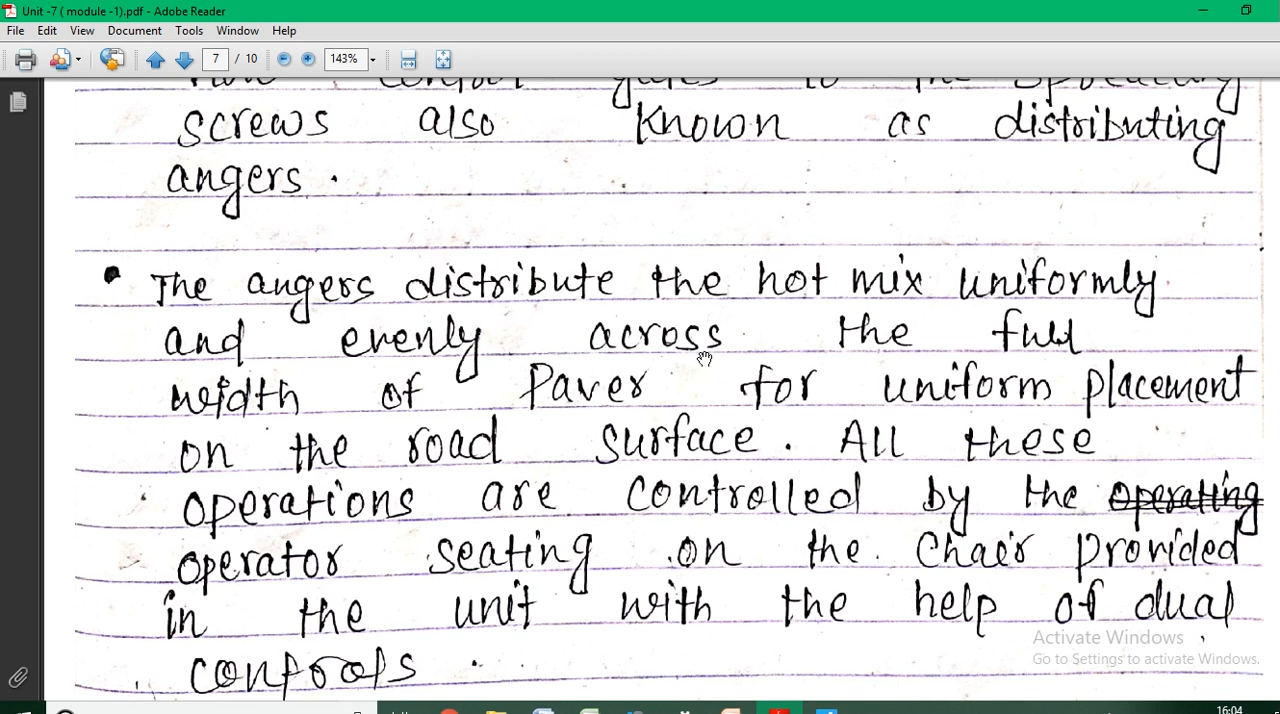 Unit -7 ( module -1).pdf - Adobe Reader
File Edit View Document Tools Window Help
7 / 10 143%
to the
screws also known as distributing
angers .
• The angers distribute the hot mix uniformly
and evenly across the full
width of Paver for uniform placement
on the road surface. All these
operations are controlled by the operating
operator seating on the chair provided
in the unit with the help of dual
controls .
Activate Windows
Go to Settings to activate Windows.
16:04